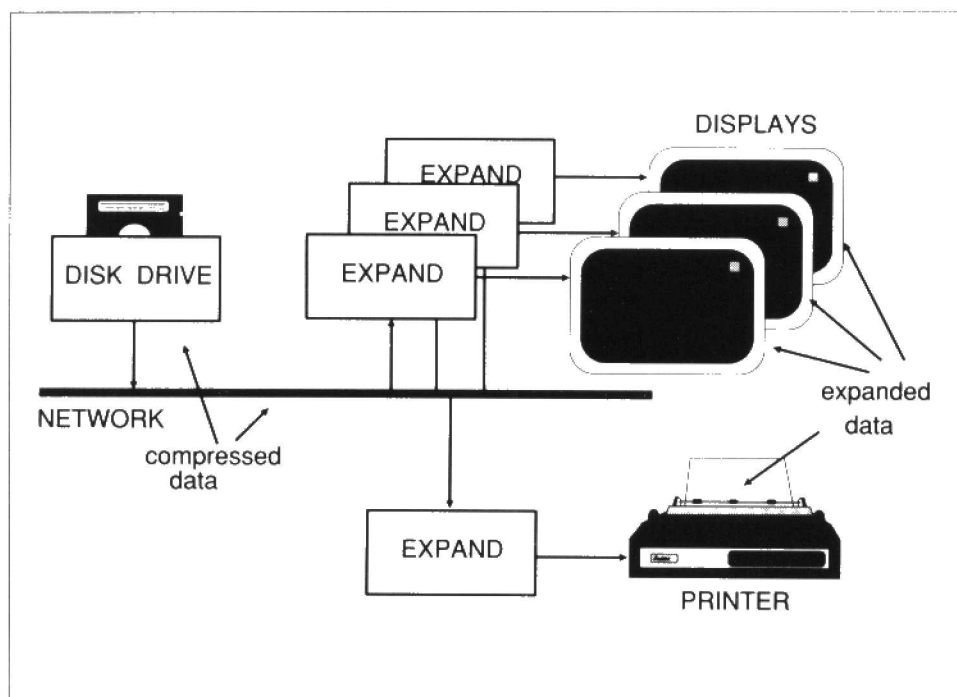 DISPLAYS
EXPAND
EXPAND
EXPAND
DISK DRIVE
NETWORK
compressed
data
expanded
data
EXPAND
PRINTER